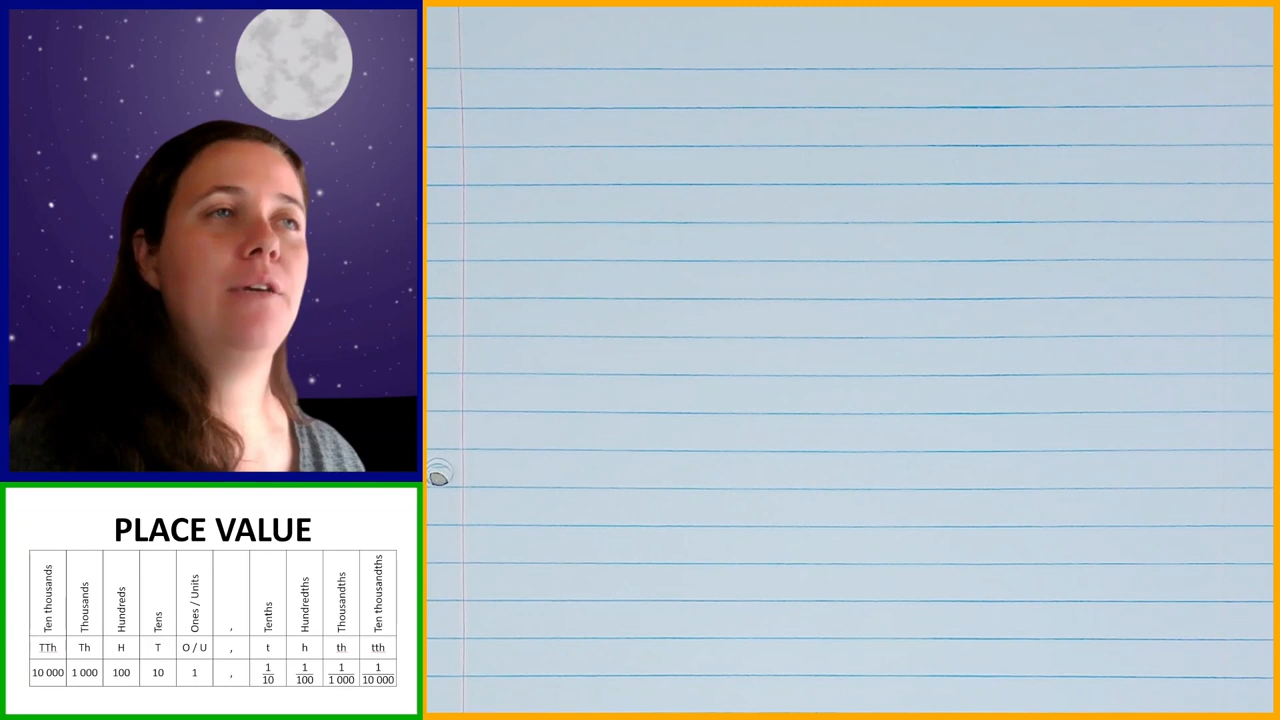 PLACE VALUE
Ten thousands Thousands Hundreds Tens Ones / Units , Tenths Hundredths Thousandths Ten thousandths
TTh Th H T O / U , t h th tth
10 000 1 000 100 10 1 , 1/10 1/100 1/1 000 1/10 000